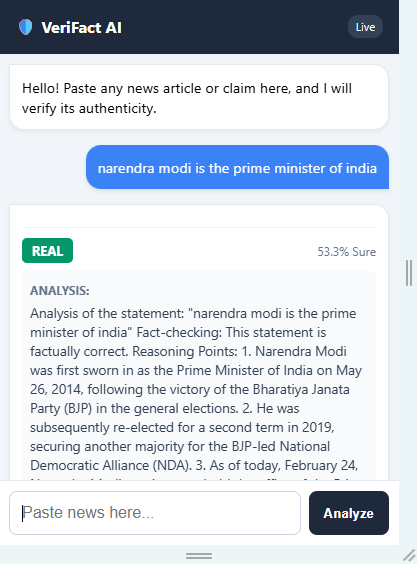 VeriFact AI
Live
Hello! Paste any news article or claim here, and I will
verify its authenticity.
narendra modi is the prime minister of india
REAL
53.3% Sure
ANALYSIS:
Analysis of the statement: "narendra modi is the prime
minister of india" Fact-checking: This statement is
factually correct. Reasoning Points: 1. Narendra Modi
was first sworn in as the Prime Minister of India on May
26, 2014, following the victory of the Bharatiya Janata
Party (BJP) in the general elections. 2. He was
subsequently re-elected for a second term in 2019,
securing another majority for the BJP-led National
Democratic Alliance (NDA). 3. As of today, February 24,
Paste news here...
Analyze